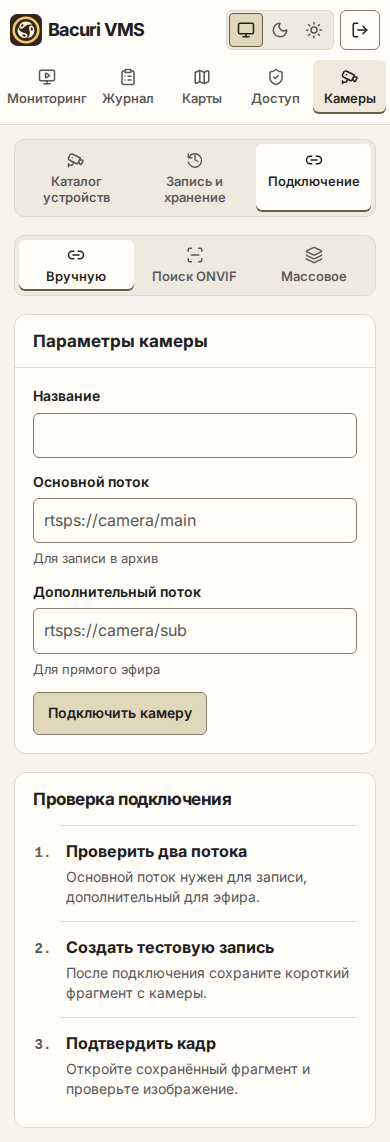 Bacuri VMS
Мониторинг Журнал Карты Доступ Камеры
Каталог устройств Запись и хранение Подключение
Вручную Поиск ONVIF Массовое
Параметры камеры
Название
Основной поток
rtsps://camera/main
Для записи в архив
Дополнительный поток
rtsps://camera/sub
Для прямого эфира
Подключить камеру
Проверка подключения
1. Проверить два потока
Основной поток нужен для записи,
дополнительный для эфира.
2. Создать тестовую запись
После подключения сохраните короткий
фрагмент с камеры.
3. Подтвердить кадр
Откройте сохранённый фрагмент и
проверьте изображение.